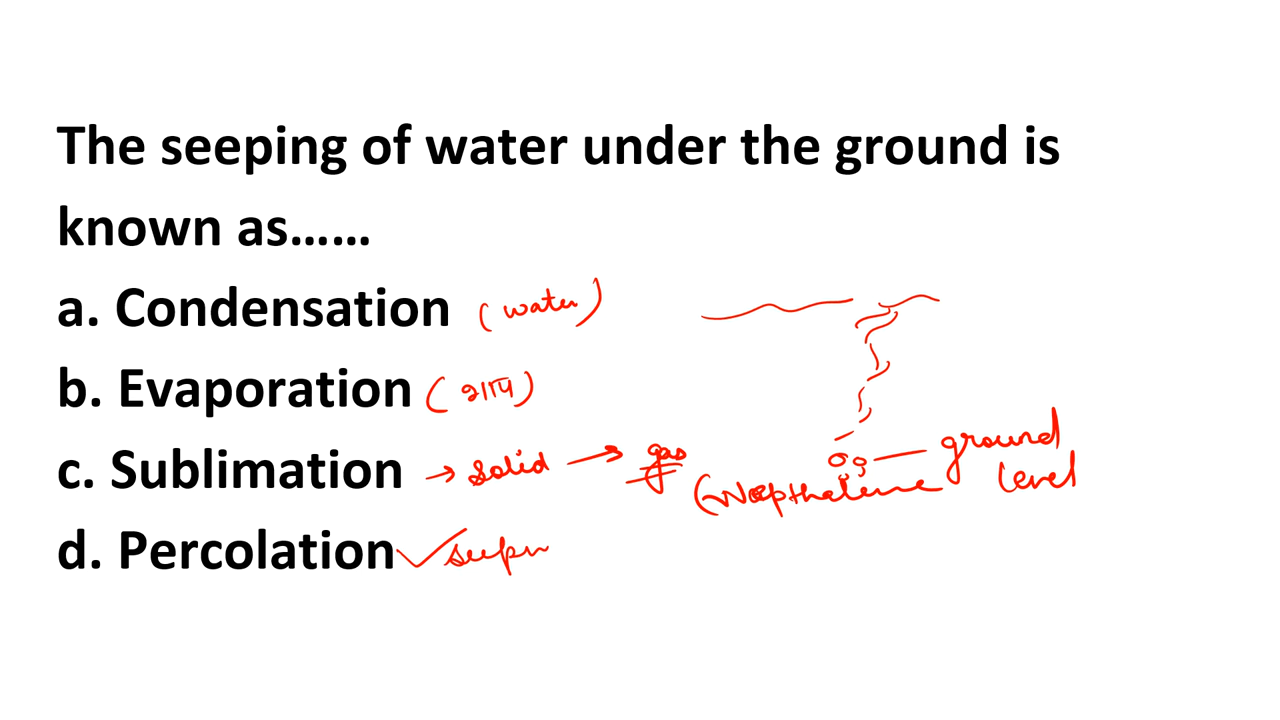 The seeping of water under the ground is
known as......
a. Condensation (water)
b. Evaporation
c. Sublimation → solid → gas
(Napthalene
ground
level
d. Percolation ✓